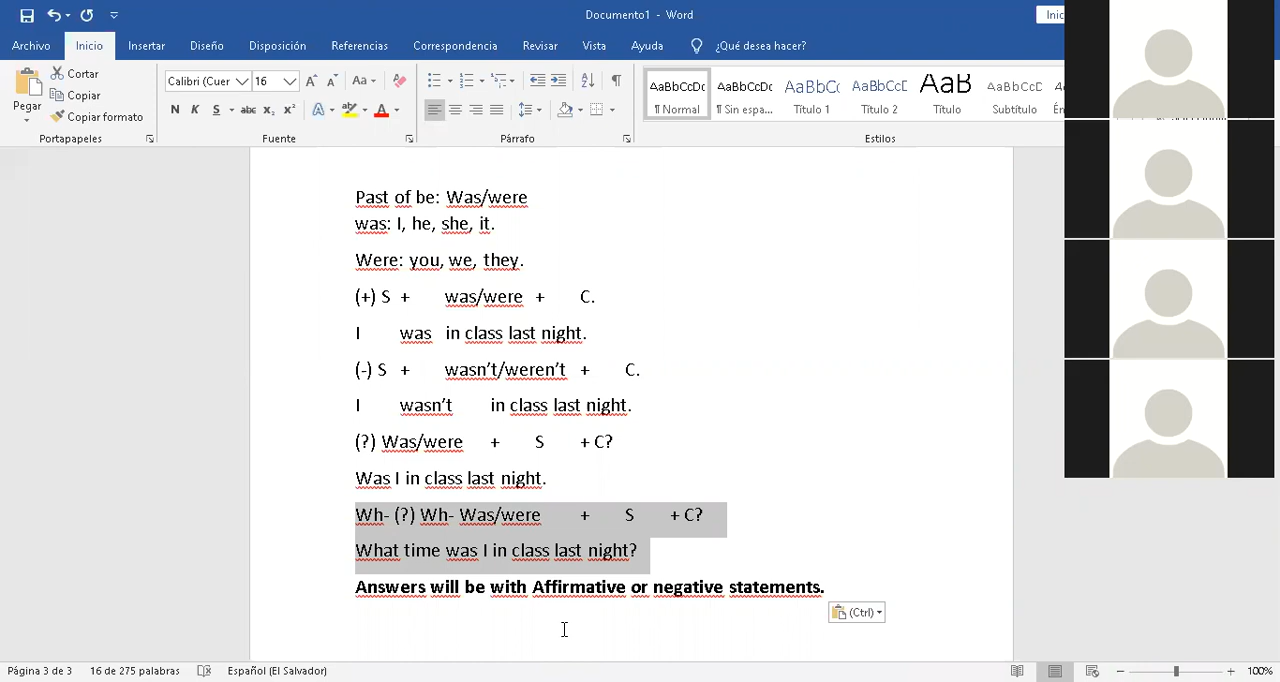 Documento1 - Word
Inic
Archivo Inicio Insertar Diseño Disposición Referencias Correspondencia Revisar Vista Ayuda ¿Qué desea hacer?
Pegar
Cortar
Copiar
Copiar formato
Portapapeles
Calibri (Cuer 16
Aa
N K S abc x₂ x²
Fuente
Párrafo
AaBbCcDc AaBbCcDc AaBbCc AaBbCcD AaB AaBbCcD
¶ Normal ¶ Sin espa... Título 1 Título 2 Título Subtítulo
Estilos
Past of be: Was/were
was: I, he, she, it.
Were: you, we, they.
(+) S + was/were + C.
I was in class last night.
(-) S + wasn’t/weren’t + C.
I wasn’t in class last night.
(?) Was/were + S + C?
Was I in class last night.
Wh- (?) Wh- Was/were + S + C?
What time was I in class last night?
Answers will be with Affirmative or negative statements.
(Ctrl)
Página 3 de 3 16 de 275 palabras Español (El Salvador) 100%